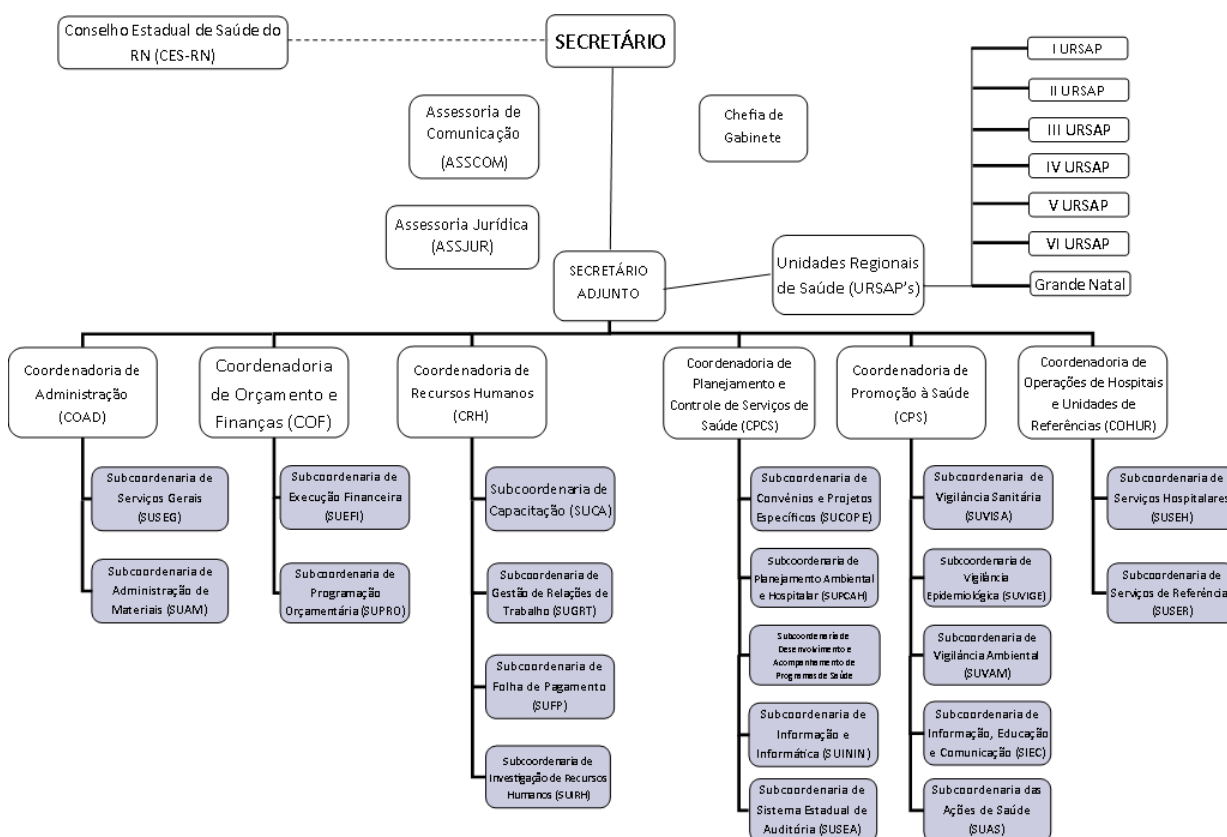 Conselho Estadual de Saúde do
RN (CES-RN)
SECRETÁRIO
Assessoria de
Comunicação
(ASSCOM)
Chefia de
Gabinete
Assessoria Jurídica
(ASSJUR)
SECRETÁRIO
ADJUNTO
Unidades Regionais
de Saúde (URSAP's)
I URSAP
II URSAP
III URSAP
IV URSAP
V URSAP
VI URSAP
Grande Natal
Coordenadoria de
Administração
(COAD)
Subcoordenaria de
Serviços Gerais
(SUSEG)
Subcoordenaria de
Administração de
Materiais (SUAM)
Coordenadoria
de Orçamento e
Finanças (COF)
Subcoordenaria de
Execução Financeira
(SUEFI)
Subcoordenaria de
Programação
Orçamentária (SUPRO)
Coordenadoria de
Recursos Humanos
(CRH)
Subcoordenaria de
Capacitação (SUCA)
Subcoordenaria de
Gestão de Relações de
Trabalho (SUGRT)
Subcoordenaria de
Folha de Pagamento
(SUFP)
Subcoordenaria de
Investigação de Recursos
Humanos (SUIRH)
Coordenadoria de
Planejamento e
Controle de Serviços de
Saúde (CPCS)
Subcoordenaria de
Convénios e Projetos
Específicos (SUCOPE)
Subcoordenaria de
Planejamento Ambiental
e Hospitalar (SUPCAH)
Subcoordenaria de
Desenvolvimento e
Acompanhamento de
Programas de Saúde
Subcoordenaria de
Informação e
Informática (SUININ)
Subcoordenaria de
Sistema Estadual de
Auditória (SUSEA)
Coordenadoria de
Promoção à Saúde
(CPS)
Subcoordenaria de
Vigilância Sanitária
(SUVISA)
Subcoordenaria de
Vigilância
Epidemiológica (SUVIGE)
Subcoordenaria de
Vigilância Ambiental
(SUVAM)
Subcoordenaria de
Informação, Educação
e Comunicação (SIEC)
Subcoordenaria das
Ações de Saúde
(SUAS)
Coordenadoria de
Operações de Hospitais
e Unidades de
Referências (COHUR)
Subcoordenaria de
Serviços Hospitalares
(SUSEH)
Subcoordenaria de
Serviços de Referência
(SUSER)